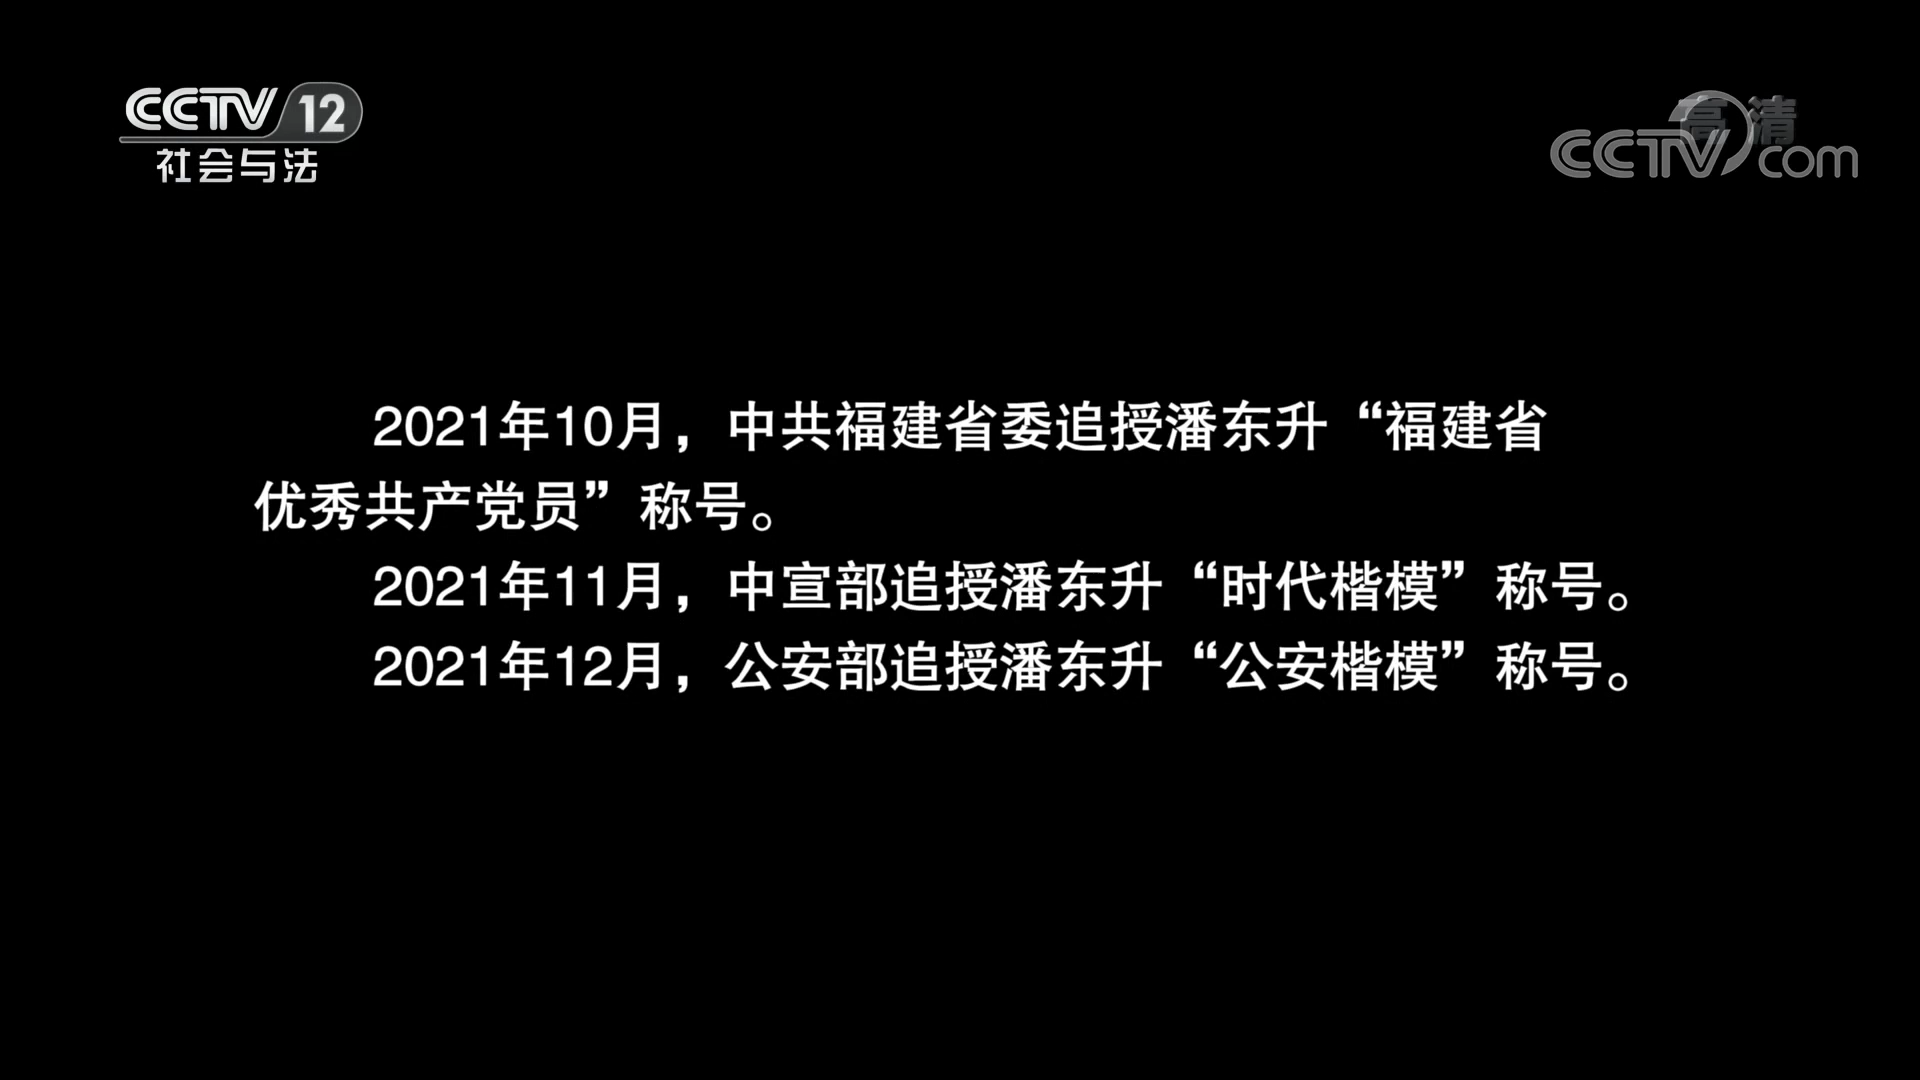 CCTV 12
社会与法
高清
CCTV.com
2021年10月，中共福建省委追授潘东升“福建省
优秀共产党员”称号。
2021年11月，中宣部追授潘东升“时代楷模”称号。
2021年12月，公安部追授潘东升“公安楷模”称号。